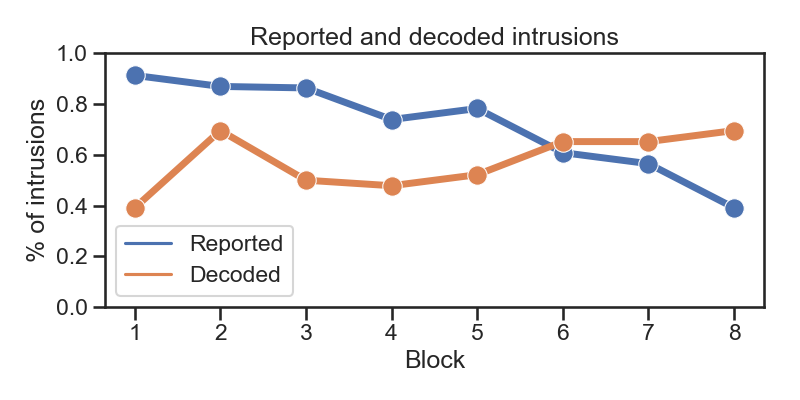 Reported and decoded intrusions
% of intrusions
1.0
0.8
0.6
0.4
0.2
0.0
Reported
Decoded
1 2 3 4 5 6 7 8
Block